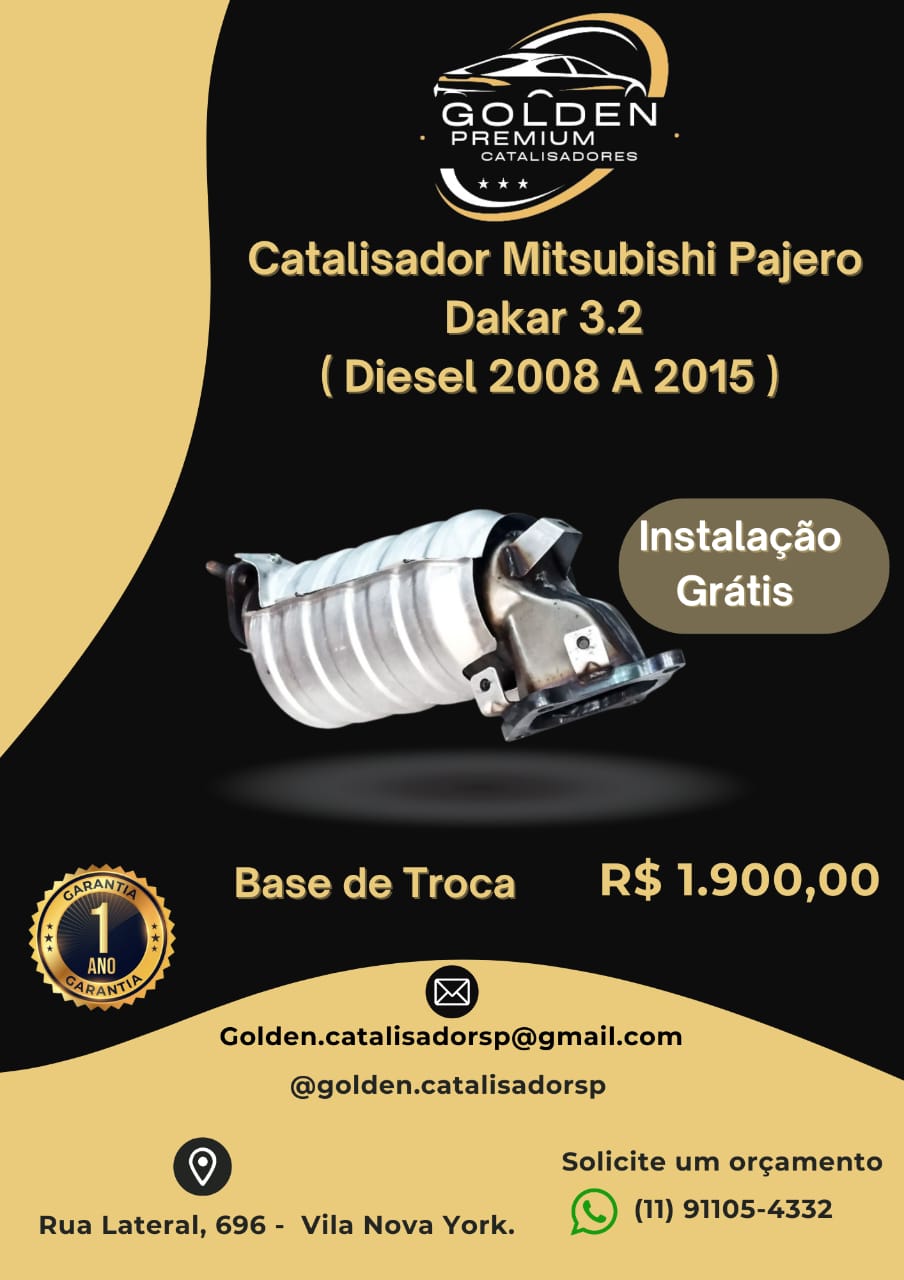 GOLDEN
PREMIUM
CATALISADORES
Catalisador Mitsubishi Pajero
Dakar 3.2
( Diesel 2008 A 2015 )
Instalação
Grátis
Base de Troca
R$ 1.900,00
GARANTIA
1
ANO
GARANTIA
Golden.catalisadorsp@gmail.com
@golden.catalisadorsp
Rua Lateral, 696 - Vila Nova York.
Solicite um orçamento
(11) 91105-4332